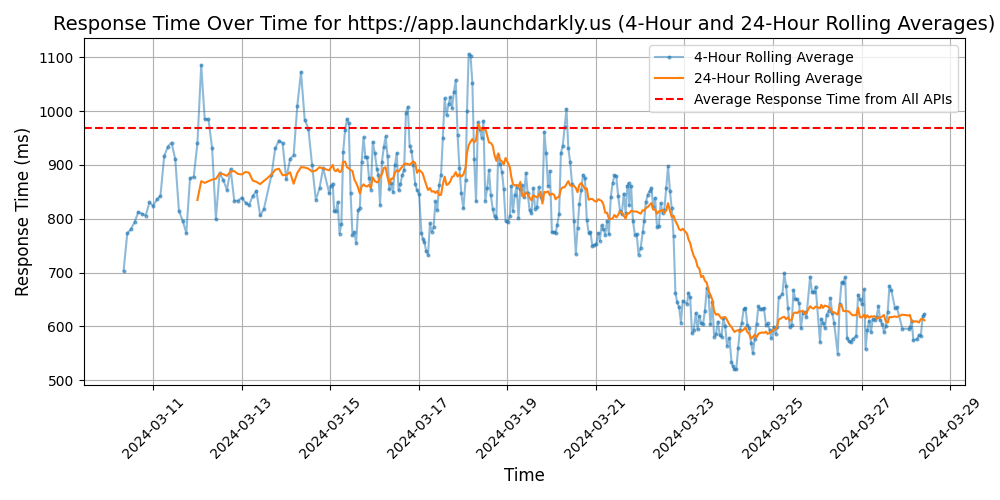 Response Time Over Time for https://app.launchdarkly.us (4-Hour and 24-Hour Rolling Averages)
4-Hour Rolling Average
24-Hour Rolling Average
Average Response Time from All APIs
Response Time (ms)
1100
1000
900
800
700
600
500
2024-03-11
2024-03-13
2024-03-15
2024-03-17
2024-03-19
2024-03-21
2024-03-23
2024-03-25
2024-03-27
2024-03-29
Time